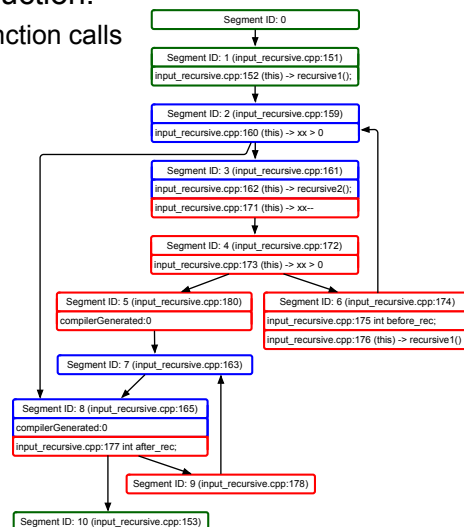 uction:
nction calls
Segment ID: 0
Segment ID: 1 (input_recursive.cpp:151)
input_recursive.cpp:152 (this) -> recursive1();
Segment ID: 2 (input_recursive.cpp:159)
input_recursive.cpp:160 (this) -> xx > 0
Segment ID: 3 (input_recursive.cpp:161)
input_recursive.cpp:162 (this) -> recursive2();
input_recursive.cpp:171 (this) -> xx--
Segment ID: 4 (input_recursive.cpp:172)
input_recursive.cpp:173 (this) -> xx > 0
Segment ID: 5 (input_recursive.cpp:180)
compilerGenerated:0
Segment ID: 6 (input_recursive.cpp:174)
input_recursive.cpp:175 int before_rec;
input_recursive.cpp:176 (this) -> recursive1()
Segment ID: 7 (input_recursive.cpp:163)
Segment ID: 8 (input_recursive.cpp:165)
compilerGenerated:0
input_recursive.cpp:177 int after_rec;
Segment ID: 9 (input_recursive.cpp:178)
Segment ID: 10 (input_recursive.cpp:153)